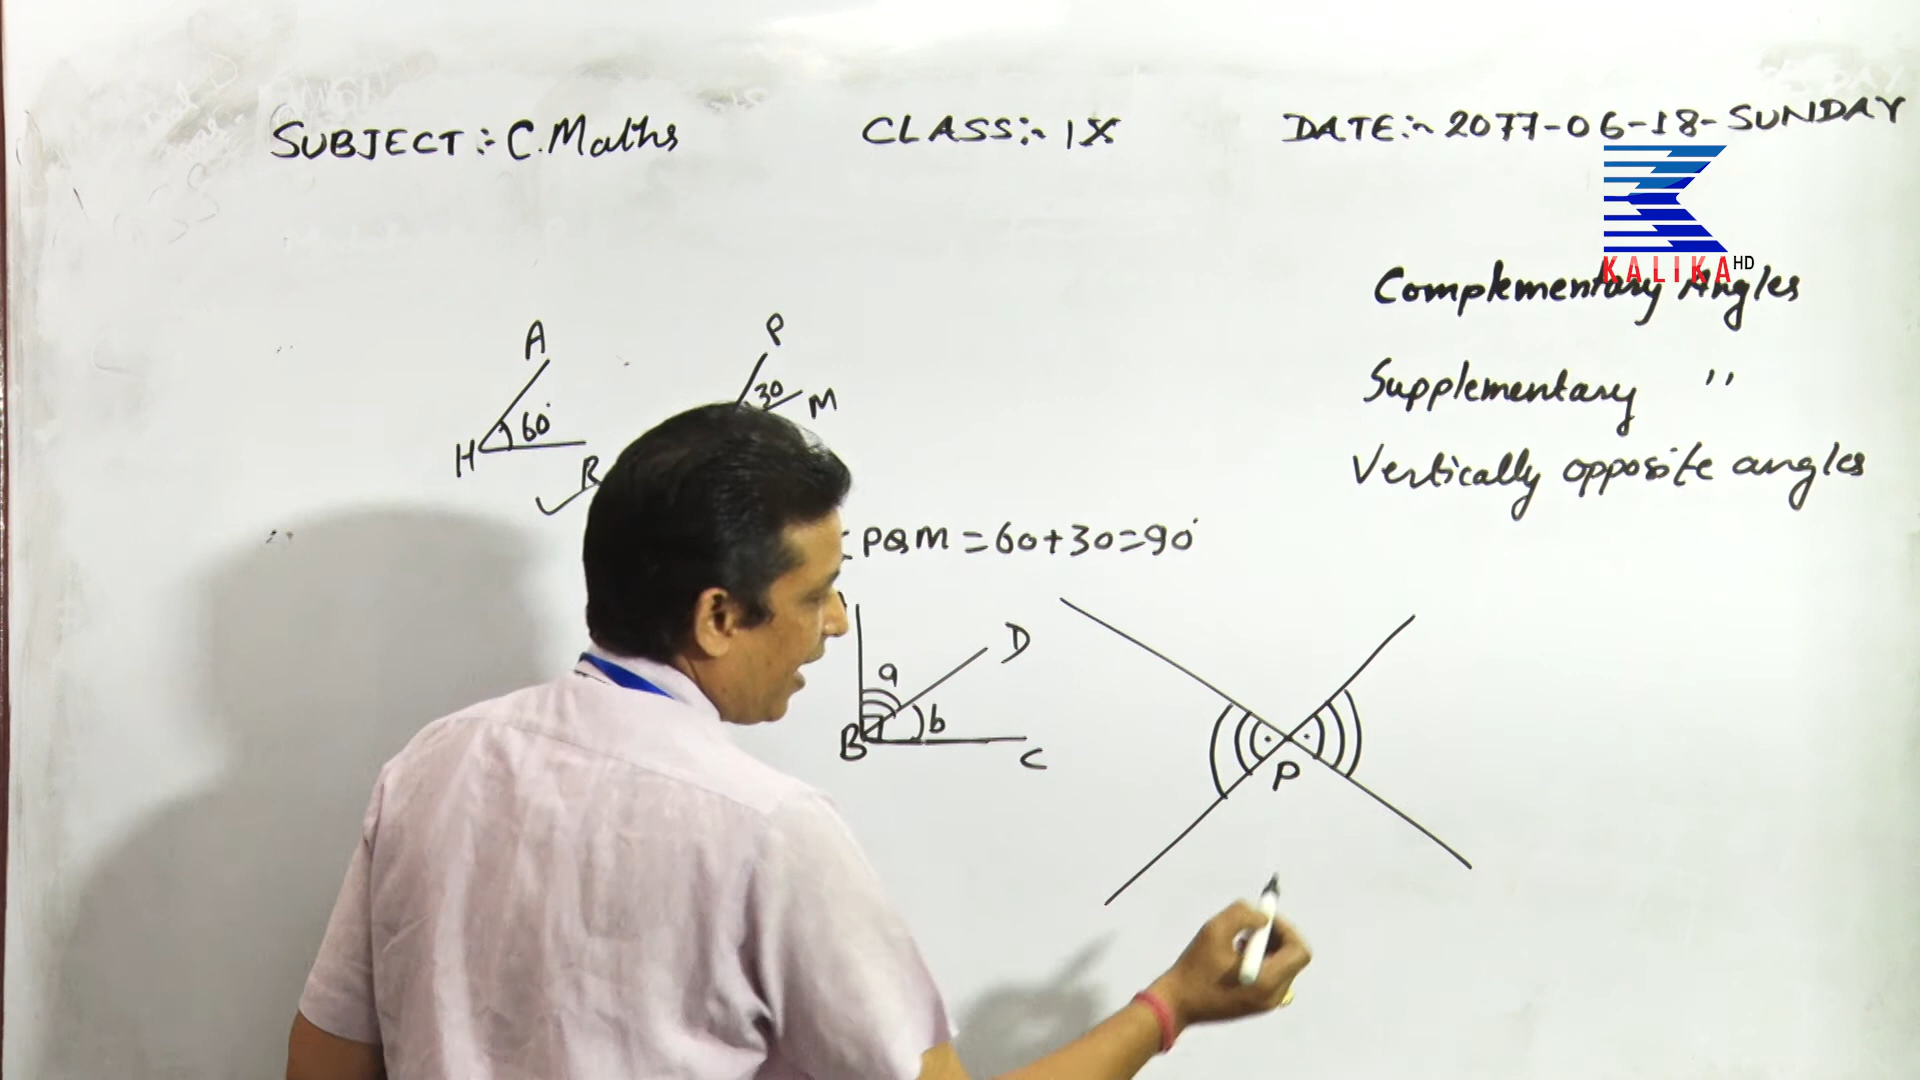 SUBJECT:- C.Maths CLASS:- IX DATE:- 2077-06-18-SUNDAY
KALIKA HD
Complementary Angles
Supplementary "
Vertically opposite angles
A
60°
H
R
P
30
M
PQM = 60+30=90°
a
D
b
B
C
P